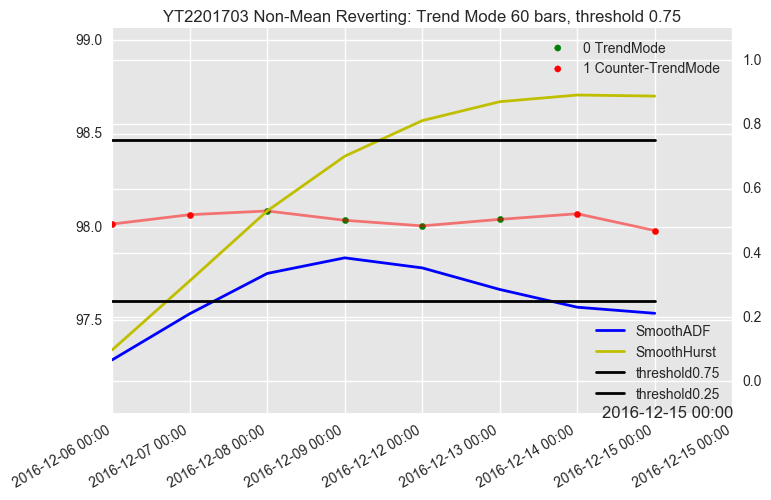 YT2201703 Non-Mean Reverting: Trend Mode 60 bars, threshold 0.75
99.0
98.5
98.0
97.5
1.0
0.8
0.6
0.4
0.2
0.0
0 TrendMode
1 Counter-TrendMode
SmoothADF
SmoothHurst
threshold0.75
threshold0.25
2016-12-15 00:00
2016-12-06 00:00
2016-12-07 00:00
2016-12-08 00:00
2016-12-09 00:00
2016-12-12 00:00
2016-12-13 00:00
2016-12-14 00:00
2016-12-15 00:00
2016-12-15 00:00